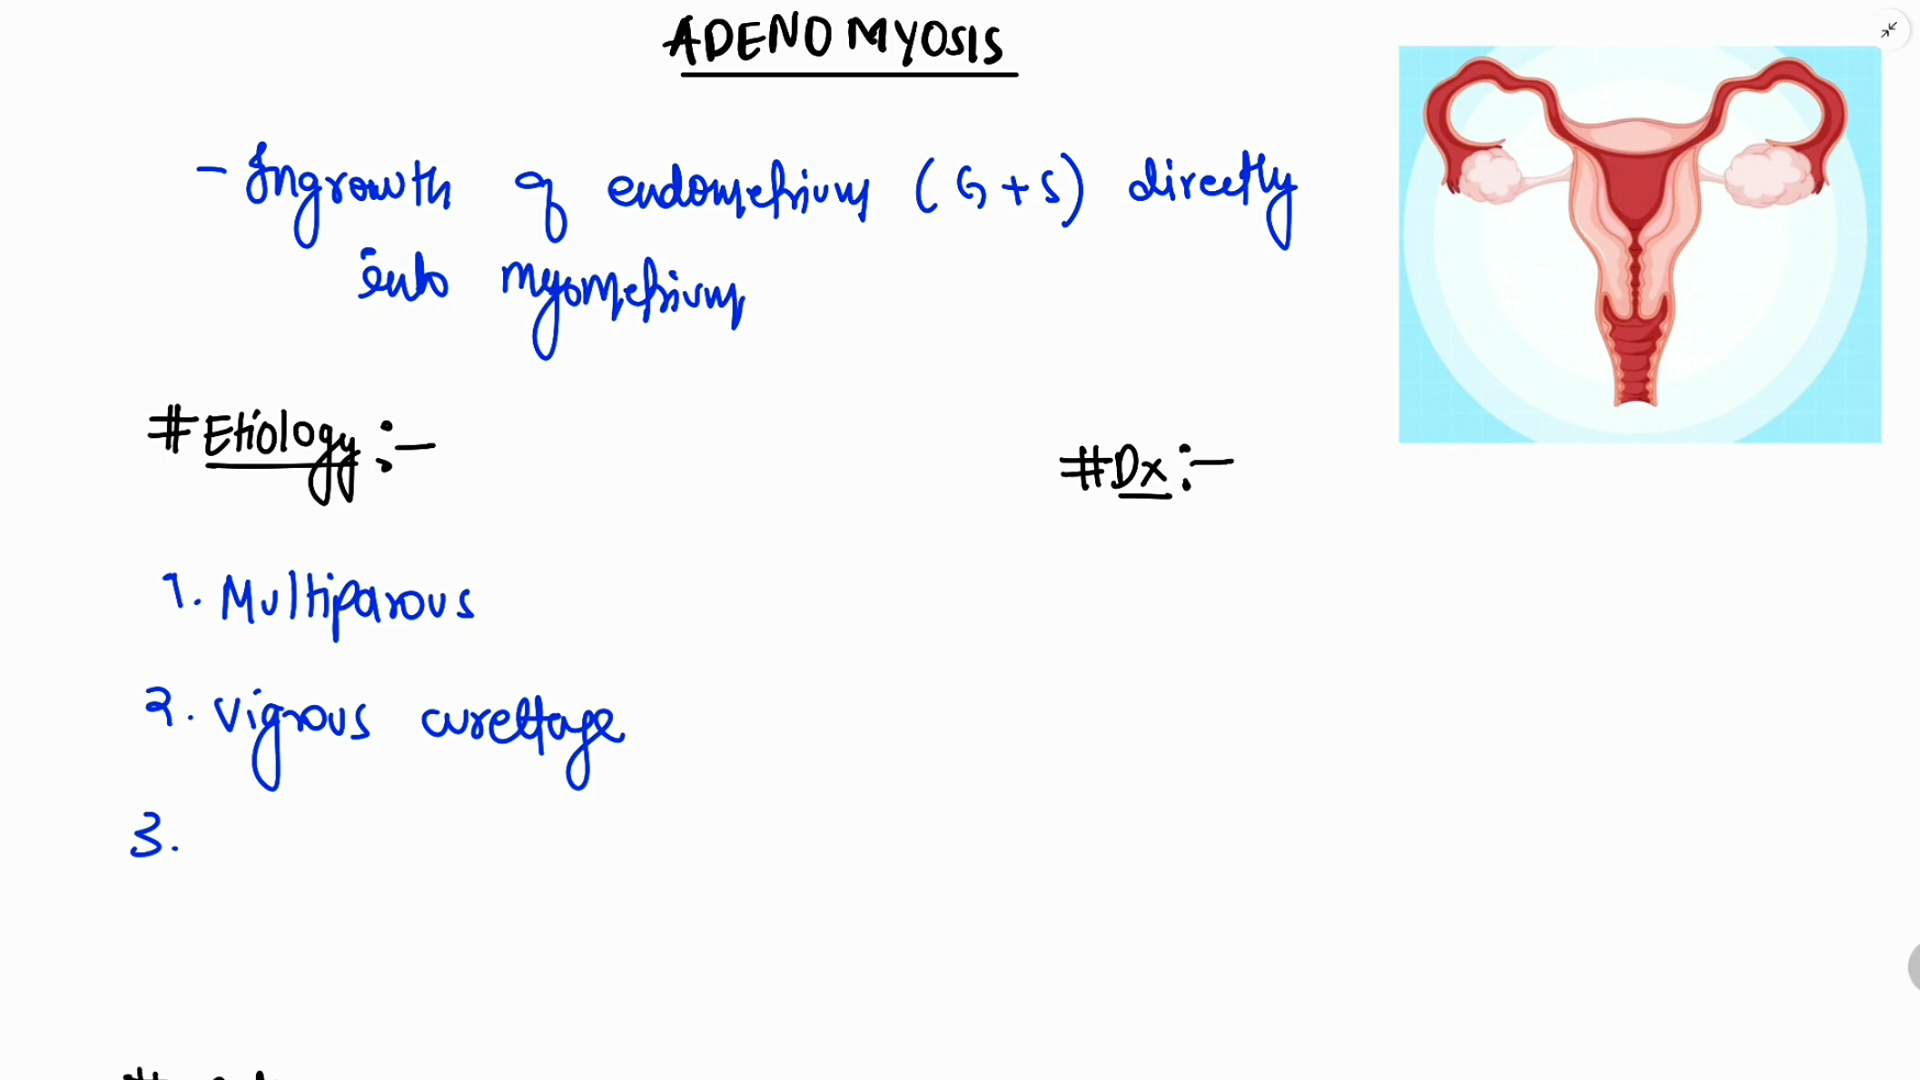 ADENOMYOSIS
- Ingrowth of endometrium (G+S) directly
into myometrium
# Etiology :-
# Dx :-
1. Multiparous
2. Vigrous curettage
3.